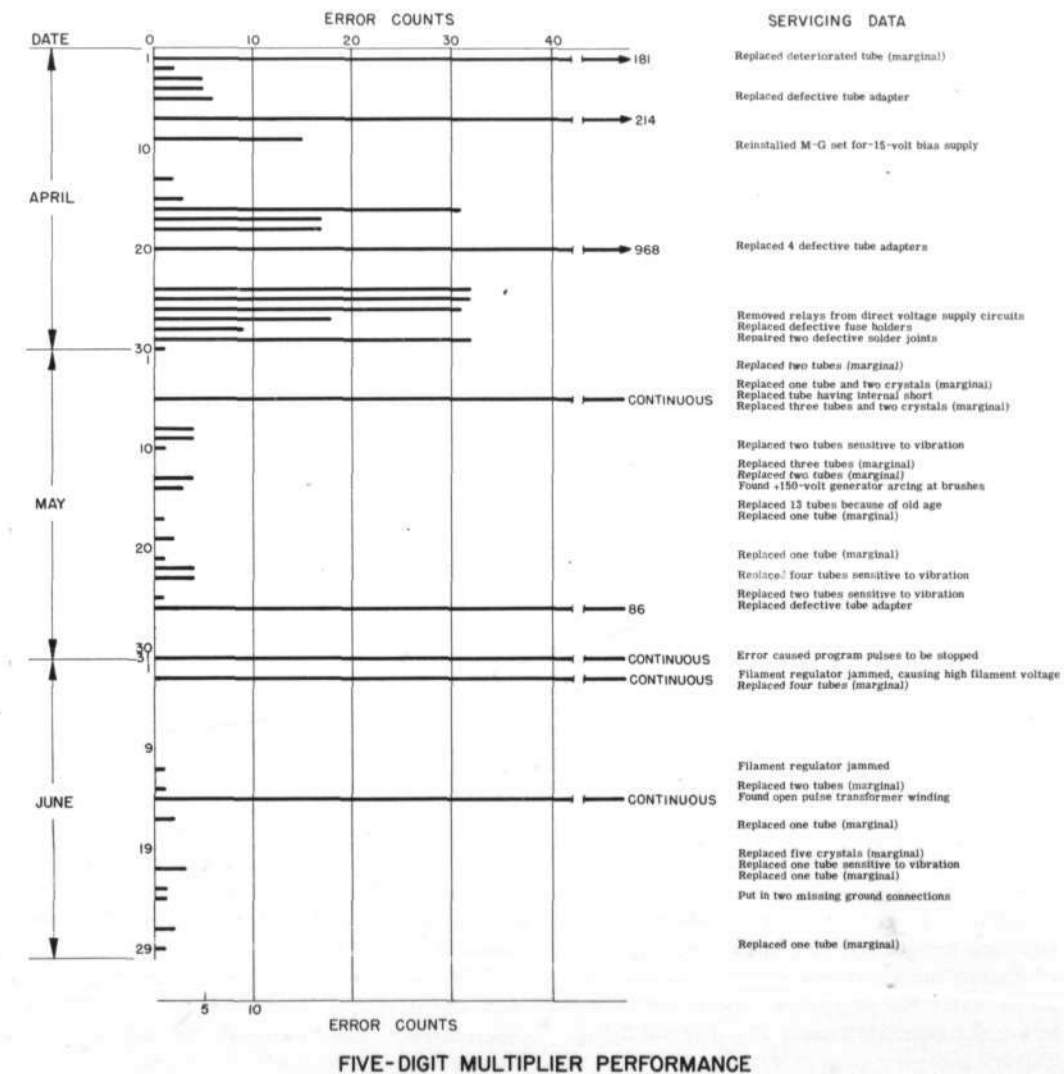 ERROR COUNTS
SERVICING DATA
DATE
0 10 20 30 40
1
181
Replaced deteriorated tube (marginal)
Replaced defective tube adapter
214
10
Reinstalled M-G set for-15-volt bias supply
APRIL
20
968
Replaced 4 defective tube adapters
Removed relays from direct voltage supply circuits
Replaced defective fuse holders
Repaired two defective solder joints
30
1
Replaced two tubes (marginal)
Replaced one tube and two crystals (marginal)
CONTINUOUS
Replaced tube having internal short
Replaced three tubes and two crystals (marginal)
10
Replaced two tubes sensitive to vibration
Replaced three tubes (marginal)
Replaced two tubes (marginal)
Found +150-volt generator arcing at brushes
MAY
Replaced 13 tubes because of old age
Replaced one tube (marginal)
20
Replaced one tube (marginal)
Replaced four tubes sensitive to vibration
Replaced two tubes sensitive to vibration
86
Replaced defective tube adapter
30
31
CONTINUOUS
Error caused program pulses to be stopped
1
CONTINUOUS
Filament regulator jammed, causing high filament voltage
Replaced four tubes (marginal)
9
Filament regulator jammed
Replaced two tubes (marginal)
JUNE
CONTINUOUS
Found open pulse transformer winding
Replaced one tube (marginal)
19
Replaced five crystals (marginal)
Replaced one tube sensitive to vibration
Replaced one tube (marginal)
Put in two missing ground connections
29
Replaced one tube (marginal)
5 10
ERROR COUNTS
FIVE-DIGIT MULTIPLIER PERFORMANCE